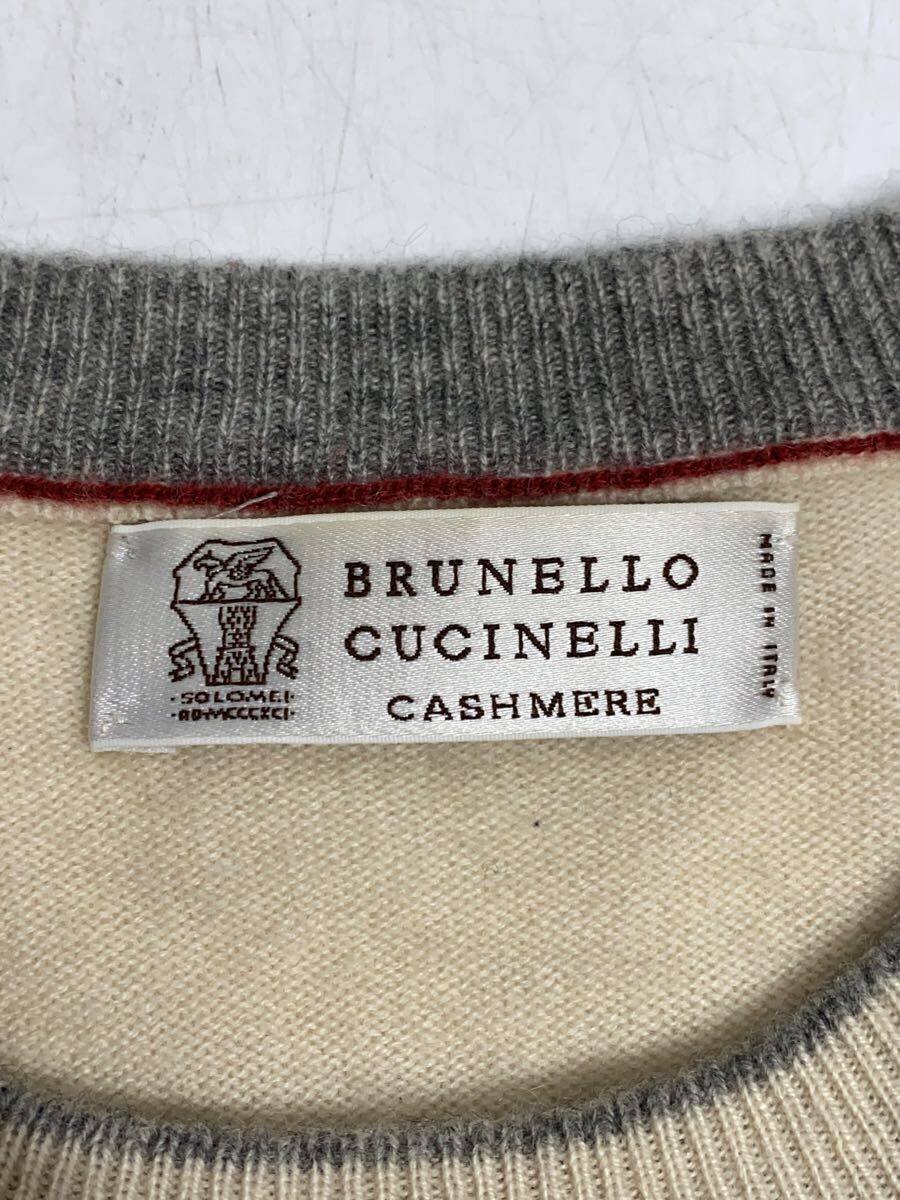 BRUNELLO
CUCINELLI
CASHMERE
MADE IN ITALY
·SOLOMEI·
·AD·MCCCXCI·